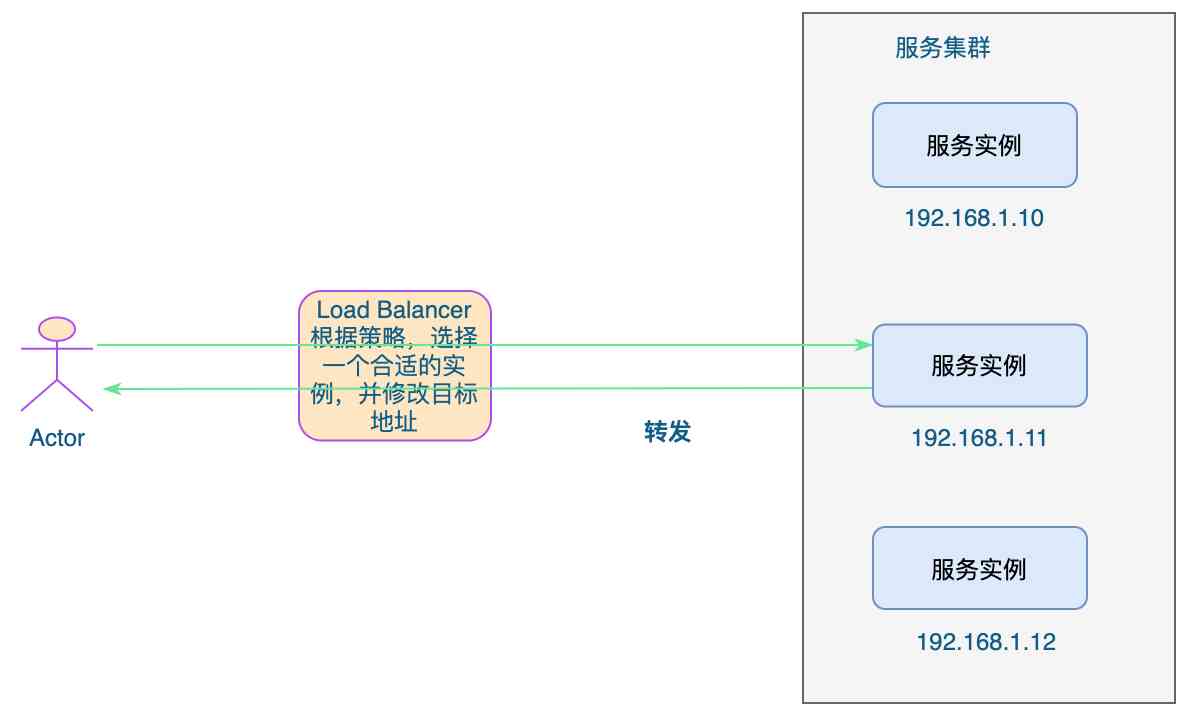 服务集群
服务实例
192.168.1.10
Load Balancer
根据策略，选择
一个合适的实
例，并修改目标
地址
服务实例
转发
Actor
192.168.1.11
服务实例
192.168.1.12